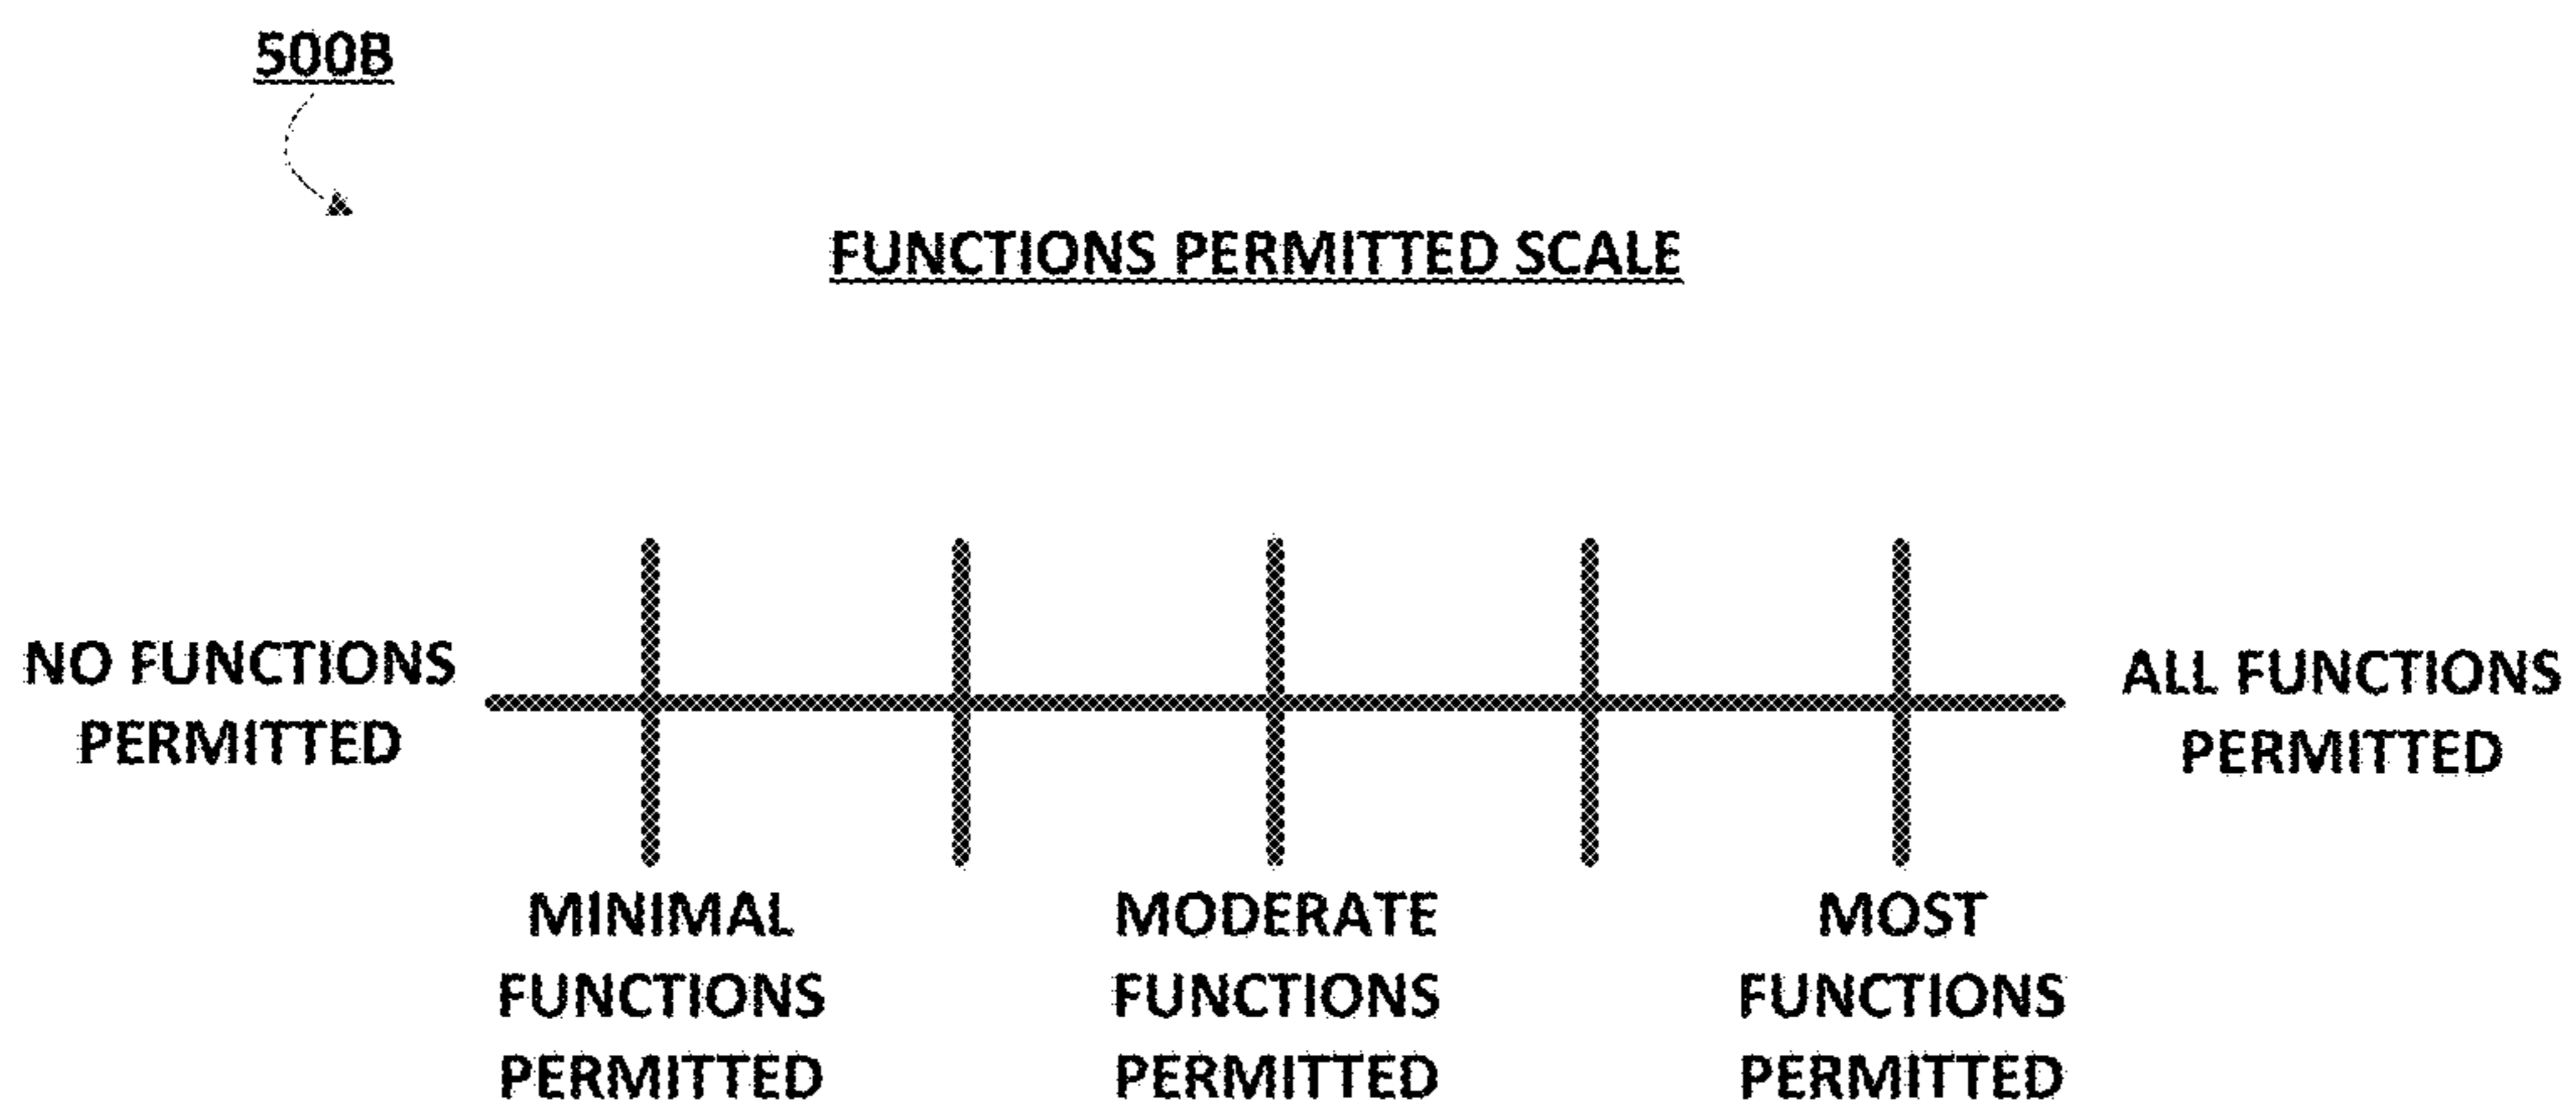 500B
FUNCTIONS PERMITTED SCALE
NO FUNCTIONS
PERMITTED
ALL FUNCTIONS
PERMITTED
MINIMAL
FUNCTIONS
PERMITTED
MODERATE
FUNCTIONS
PERMITTED
MOST
FUNCTIONS
PERMITTED